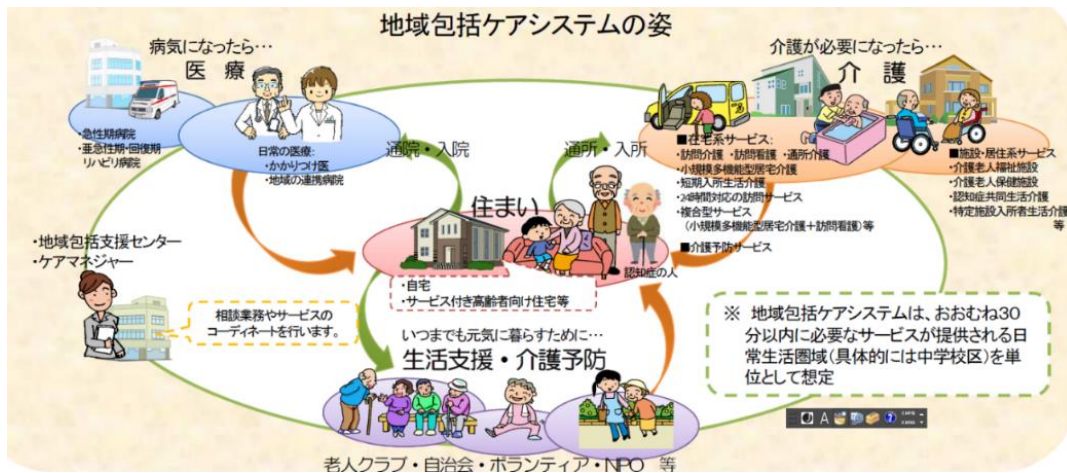 地域包括ケアシステムの姿
病気になったら…
医 療
・急性期病院
・亜急性期・回復期
リハビリ病院
日常の医療:
・かかりつけ医
・地域の連携病院
通院・入院
通所・入所
介護が必要になったら…
介 護
■在宅系サービス:
・訪問介護 ・訪問看護 ・通所介護
・小規模多機能型居宅介護
・短期入所生活介護
・24時間対応の訪問サービス
・複合型サービス
(小規模多機能型居宅介護+訪問看護)等
■介護予防サービス
■施設・居住系サービス
・介護老人福祉施設
・介護老人保健施設
・認知症共同生活介護
・特定施設入所者生活介護
等
住まい
認知症の人
・自宅
・サービス付き高齢者向け住宅等
・地域包括支援センター
・ケアマネジャー
相談業務やサービスの
コーディネートを行います。
いつまでも元気に暮らすために…
生活支援・介護予防
老人クラブ・自治会・ボランティア・NPO 等
※ 地域包括ケアシステムは、おおむね30
分以内に必要なサービスが提供される日
常生活圏域(具体的には中学校区)を単
位として想定
A